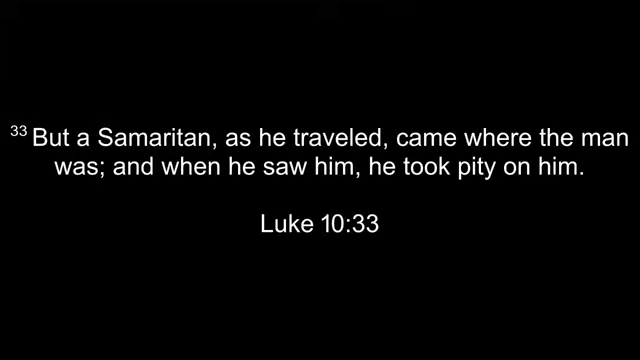 33 But a Samaritan, as he traveled, came where the man
was; and when he saw him, he took pity on him.
Luke 10:33